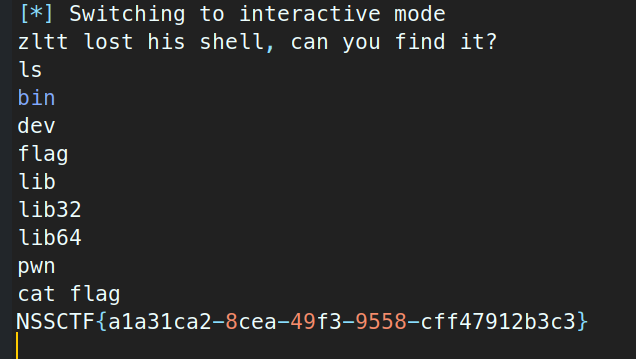 [*] Switching to interactive mode
zltt lost his shell, can you find it?
ls
bin
dev
flag
lib
lib32
lib64
pwn
cat flag
NSSCTF{a1a31ca2-8cea-49f3-9558-cff47912b3c3}